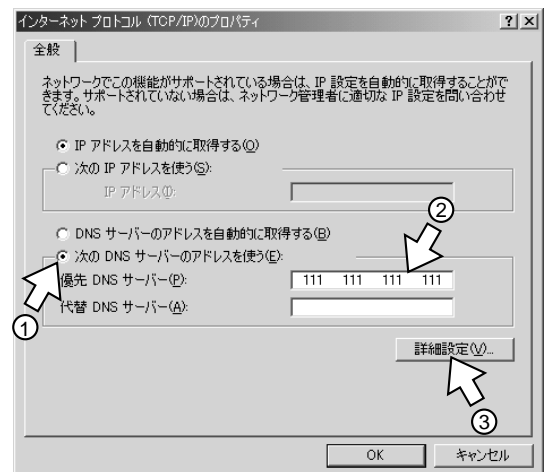 インターネット プロトコル (TCP/IP)のプロパティ
? ×
全般
ネットワークでこの機能がサポートされている場合は、IP 設定を自動的に取得することがで
きます。サポートされていない場合は、ネットワーク管理者に適切な IP 設定を問い合わせ
てください。
IP アドレスを自動的に取得する(O)
次の IP アドレスを使う(S):
IP アドレス(I):
②
DNS サーバーのアドレスを自動的に取得する(B)
次の DNS サーバーのアドレスを使う(E):
優先 DNS サーバー(P): 111 111 111 111
代替 DNS サーバー(A):
①
詳細設定(V)...
③
OK キャンセル